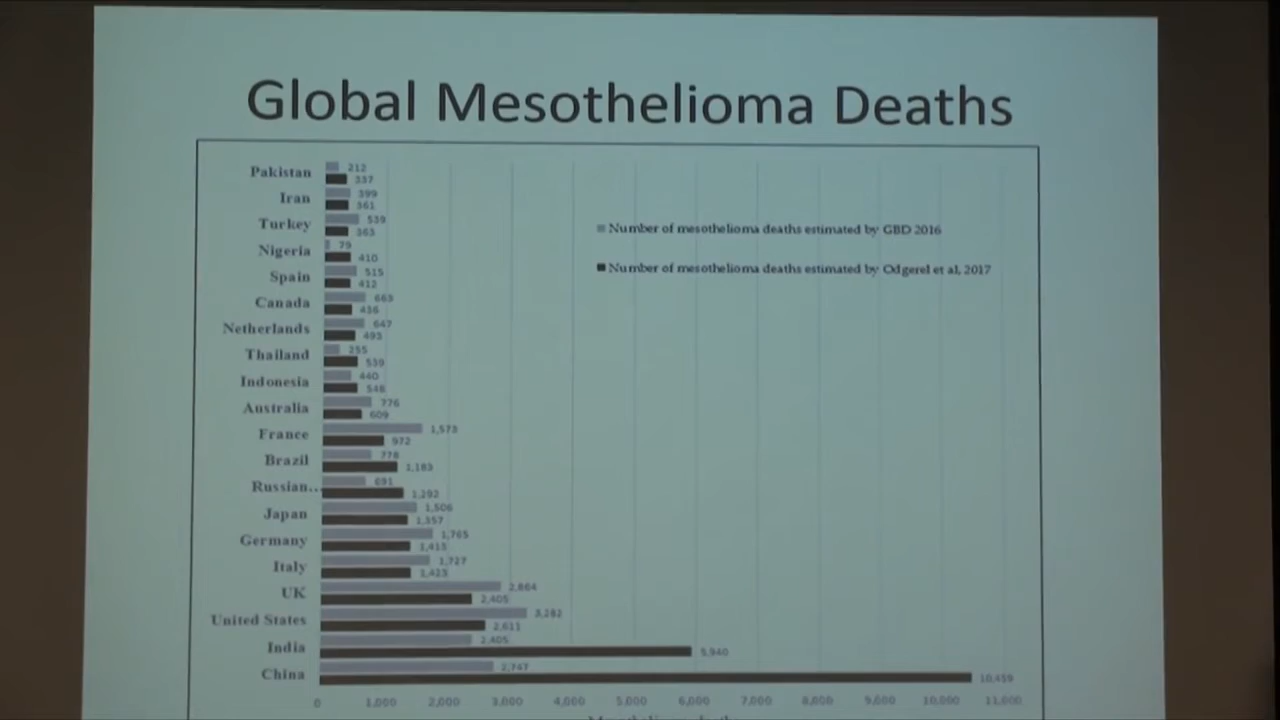 Global Mesothelioma Deaths
Pakistan 212
337
Iran 399
361
Turkey 539
363
Nigeria 79
410
Spain 515
412
Canada 663
436
Netherlands 647
493
Thailand 255
539
Indonesia 440
548
Australia 776
609
France 1,573
972
Brazil 778
1,183
Russian.. 691
1,292
Japan 1,506
1,357
Germany 1,765
1,415
Italy 1,727
1,423
UK 2,864
2,405
United States 3,282
2,611
India 2,405
5,940
China 2,747
10,459
Number of mesothelioma deaths estimated by GBD 2016
Number of mesothelioma deaths estimated by Odgerel et al, 2017
0 1,000 2,000 3,000 4,000 5,000 6,000 7,000 8,000 9,000 10,000 11,000